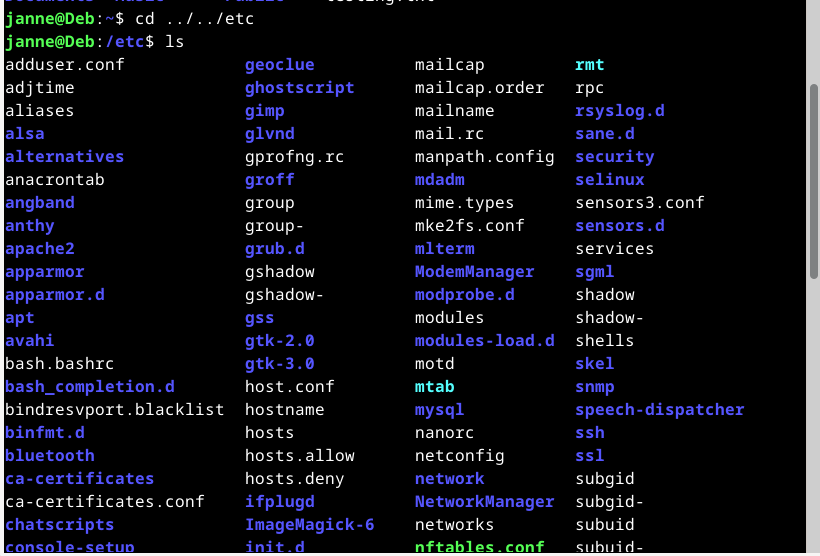 janne@Deb:~$ cd ../../etc
janne@Deb:/etc$ ls
adduser.conf geoclue mailcap rmt
adjtime ghostscript mailcap.order rpc
aliases gimp mailname rsyslog.d
alsa glvnd mail.rc sane.d
alternatives gprofng.rc manpath.config security
anacrontab groff mdadm selinux
angband group mime.types sensors3.conf
anthy group- mke2fs.conf sensors.d
apache2 grub.d mlterm services
apparmor gshadow ModemManager sgml
apparmor.d gshadow- modprobe.d shadow
apt gss modules shadow-
avahi gtk-2.0 modules-load.d shells
bash.bashrc gtk-3.0 motd skel
bash_completion.d host.conf mtab snmp
bindresvport.blacklist hostname mysql speech-dispatcher
binfmt.d hosts nanorc ssh
bluetooth hosts.allow netconfig ssl
ca-certificates hosts.deny network subgid
ca-certificates.conf ifplugd NetworkManager subgid-
chatscripts ImageMagick-6 networks subuid
console-setup init.d nftables.conf subuid-